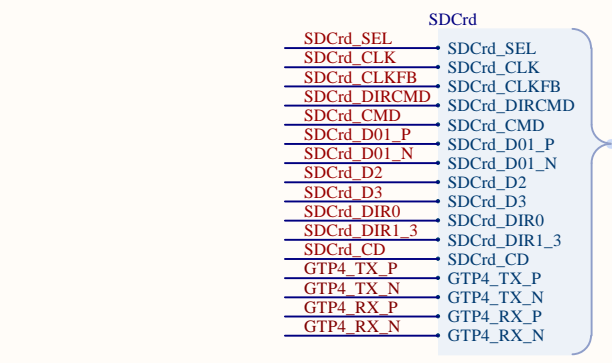 SDCrd
SDCrd_SEL SDCrd_SEL
SDCrd_CLK SDCrd_CLK
SDCrd_CLKFB SDCrd_CLKFB
SDCrd_DIRCMD SDCrd_DIRCMD
SDCrd_CMD SDCrd_CMD
SDCrd_D01_P SDCrd_D01_P
SDCrd_D01_N SDCrd_D01_N
SDCrd_D2 SDCrd_D2
SDCrd_D3 SDCrd_D3
SDCrd_DIR0 SDCrd_DIR0
SDCrd_DIR1_3 SDCrd_DIR1_3
SDCrd_CD SDCrd_CD
GTP4_TX_P GTP4_TX_P
GTP4_TX_N GTP4_TX_N
GTP4_RX_P GTP4_RX_P
GTP4_RX_N GTP4_RX_N